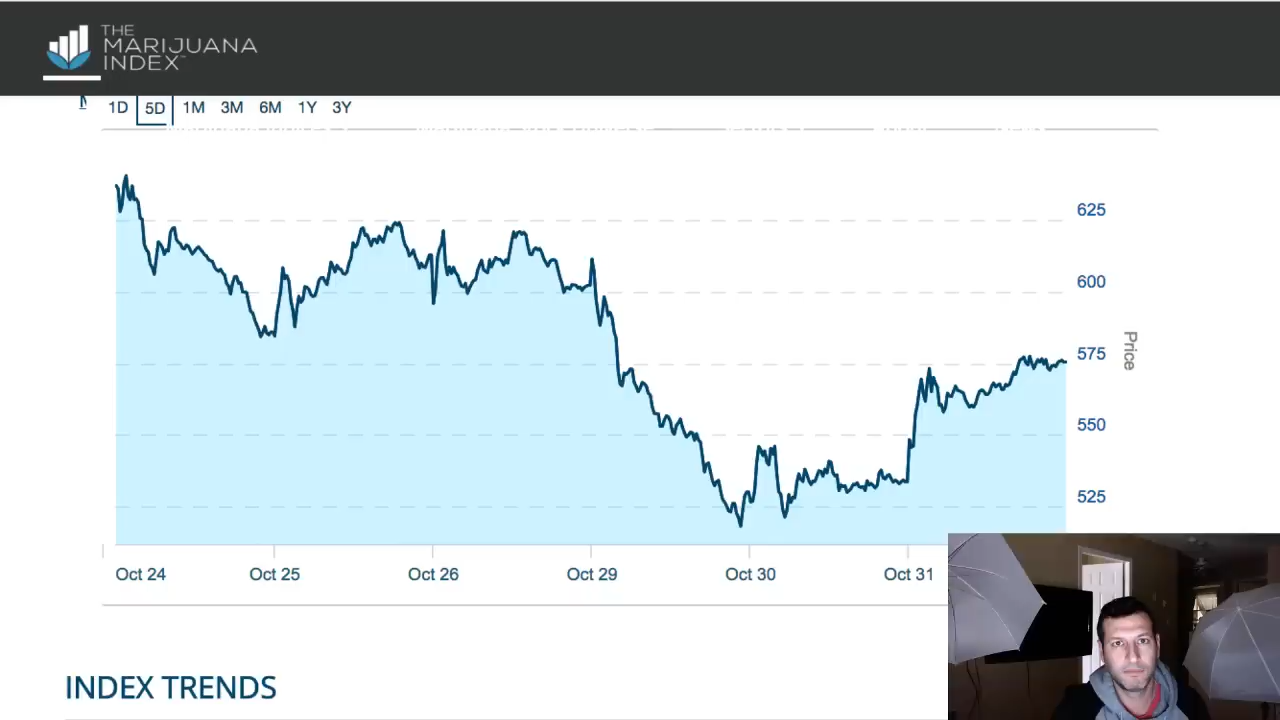 THE
MARIJUANA
INDEX™
1D 5D 1M 3M 6M 1Y 3Y
625
600
575
550
525
Price
Oct 24 Oct 25 Oct 26 Oct 29 Oct 30 Oct 31
INDEX TRENDS